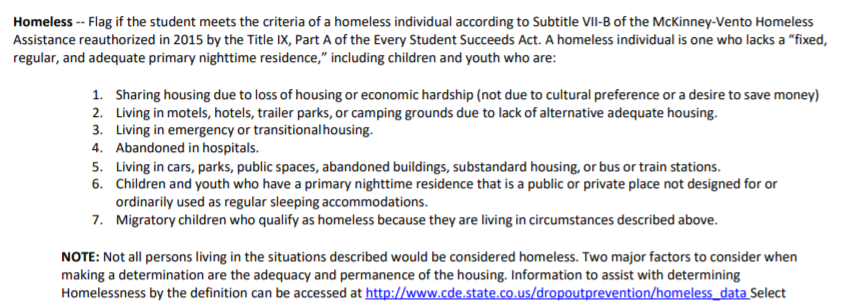 Homeless -- Flag if the student meets the criteria of a homeless individual according to Subtitle VII-B of the McKinney-Vento Homeless
Assistance reauthorized in 2015 by the Title IX, Part A of the Every Student Succeeds Act. A homeless individual is one who lacks a “fixed,
regular, and adequate primary nighttime residence,” including children and youth who are:
1. Sharing housing due to loss of housing or economic hardship (not due to cultural preference or a desire to save money)
2. Living in motels, hotels, trailer parks, or camping grounds due to lack of alternative adequate housing.
3. Living in emergency or transitional housing.
4. Abandoned in hospitals.
5. Living in cars, parks, public spaces, abandoned buildings, substandard housing, or bus or train stations.
6. Children and youth who have a primary nighttime residence that is a public or private place not designed for or
ordinarily used as regular sleeping accommodations.
7. Migratory children who qualify as homeless because they are living in circumstances described above.
NOTE: Not all persons living in the situations described would be considered homeless. Two major factors to consider when
making a determination are the adequacy and permanence of the housing. Information to assist with determining
Homelessness by the definition can be accessed at http://www.cde.state.co.us/dropoutprevention/homeless_data Select